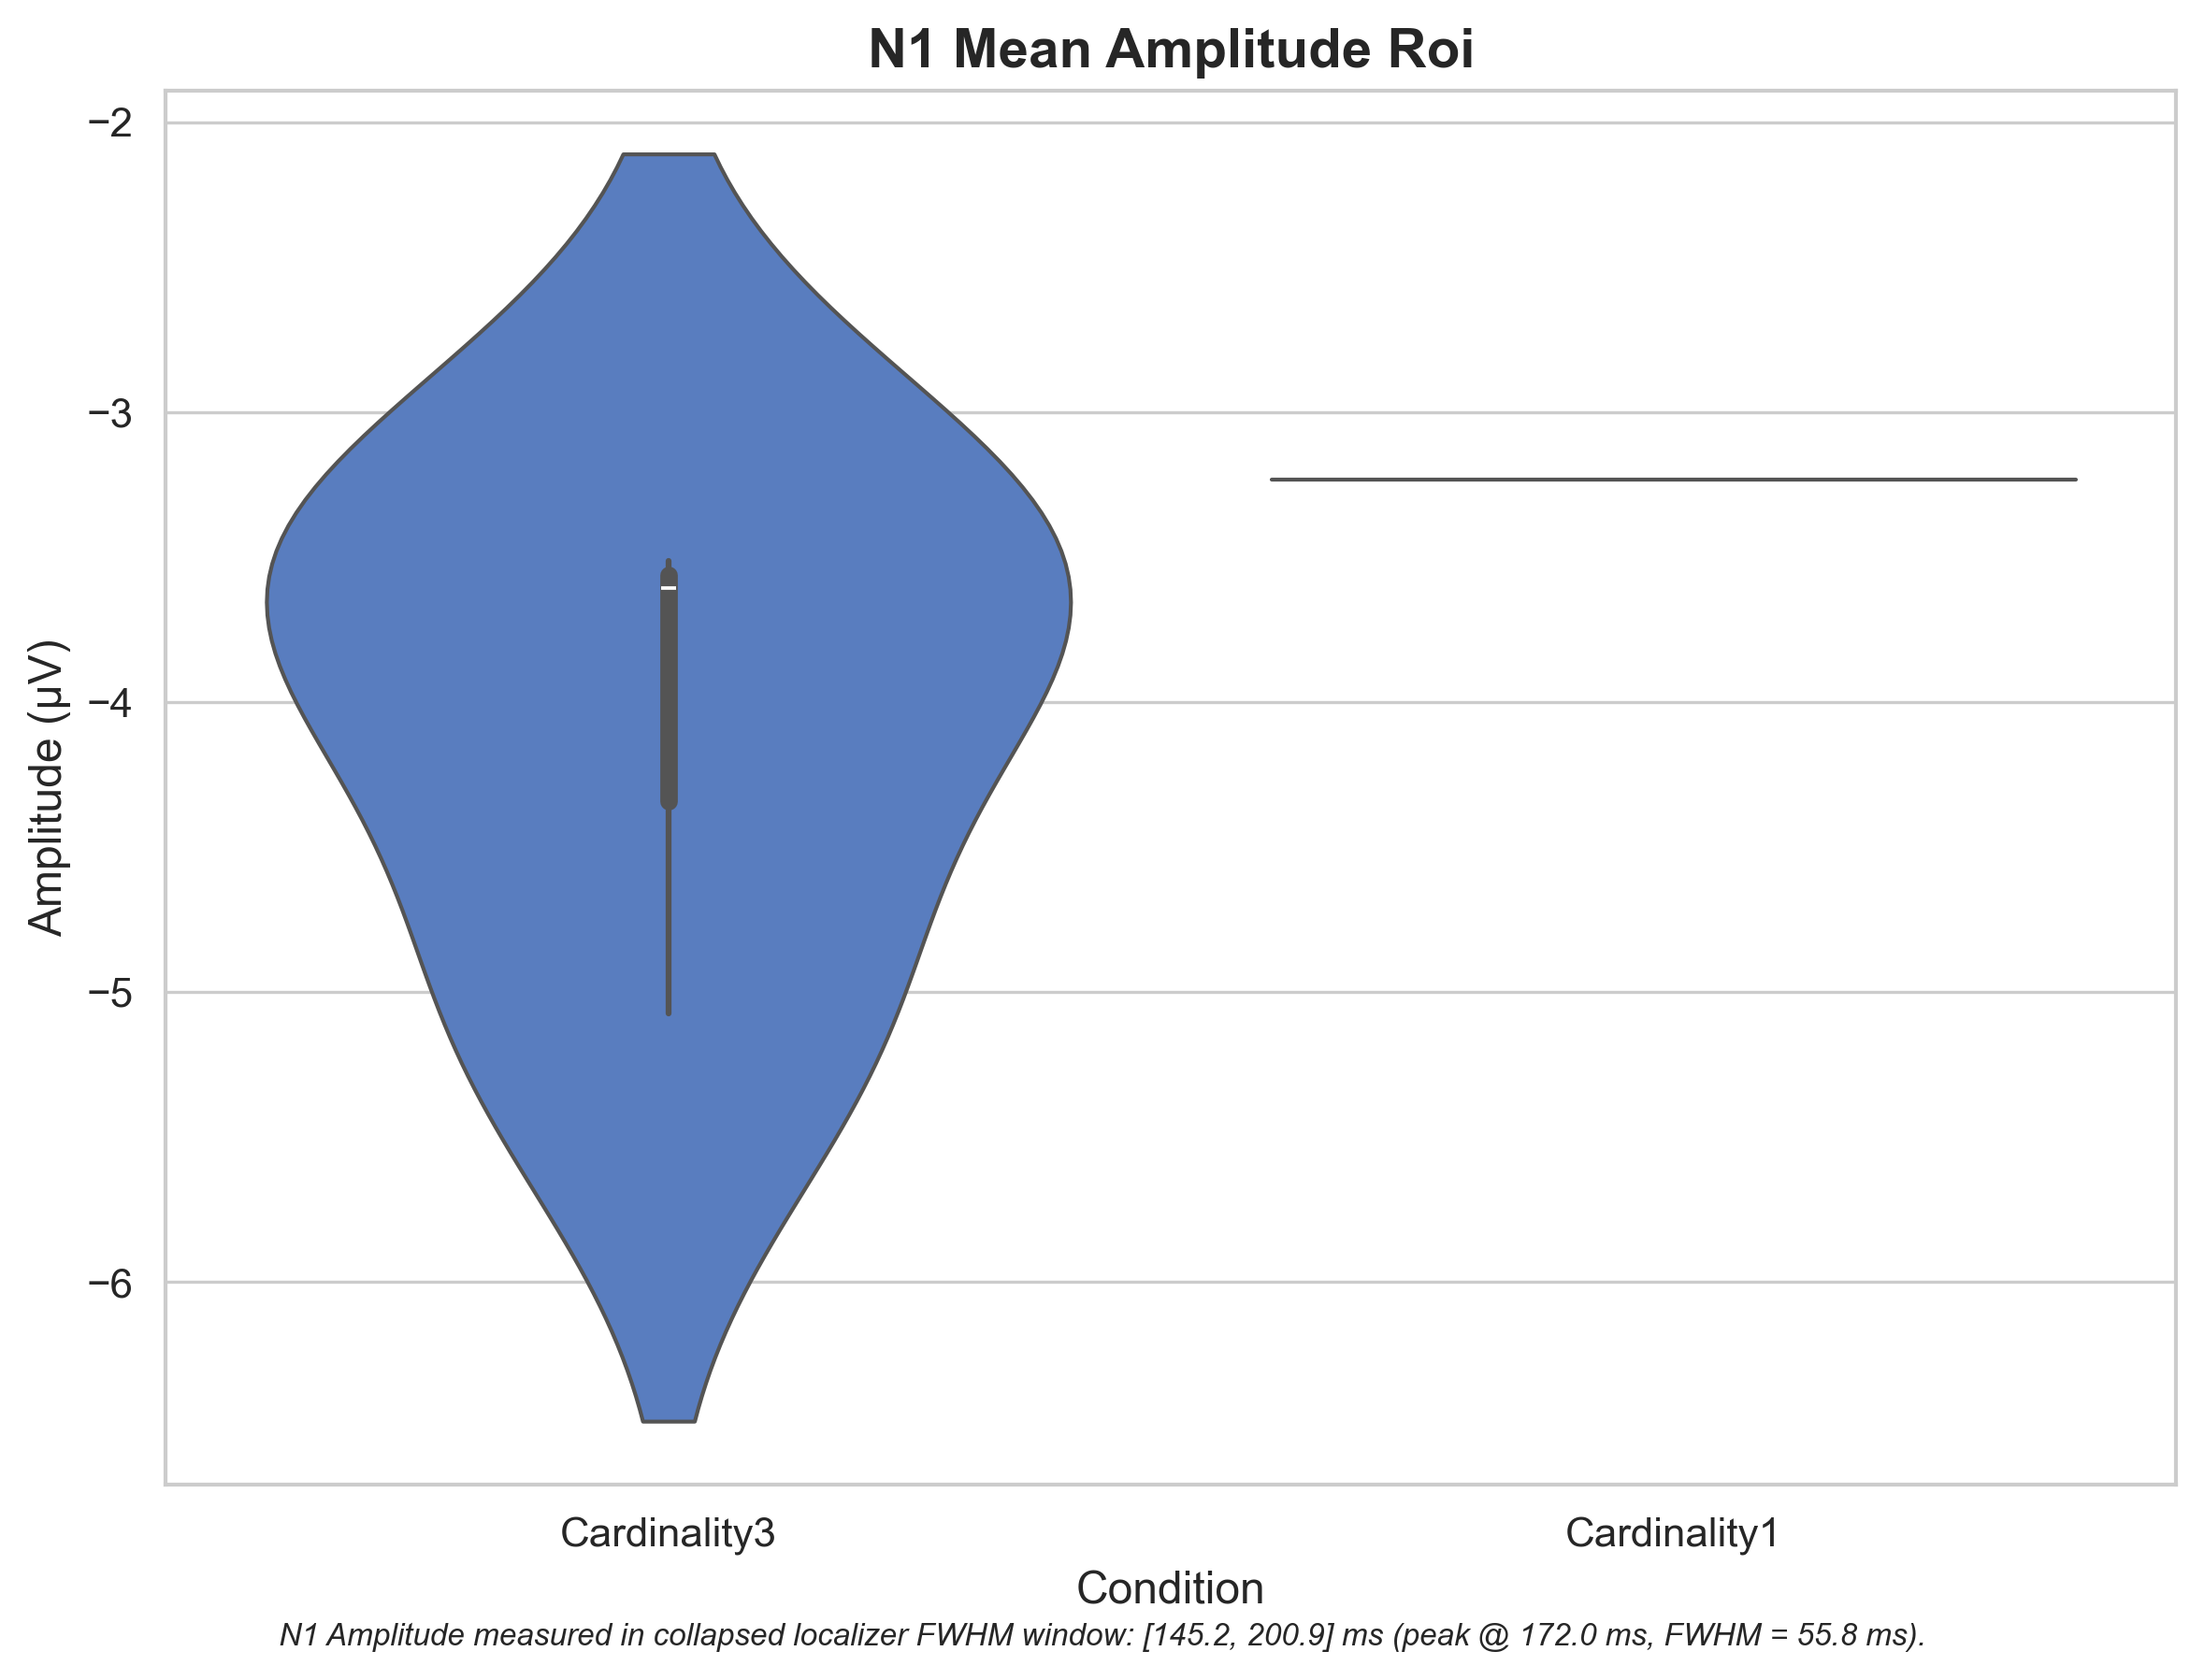 N1 Mean Amplitude Roi
−2
−3
−4
−5
−6
Amplitude (µV)
Cardinality3
Cardinality1
Condition
N1 Amplitude measured in collapsed localizer FWHM window: [145.2, 200.9] ms (peak @ 172.0 ms, FWHM = 55.8 ms).